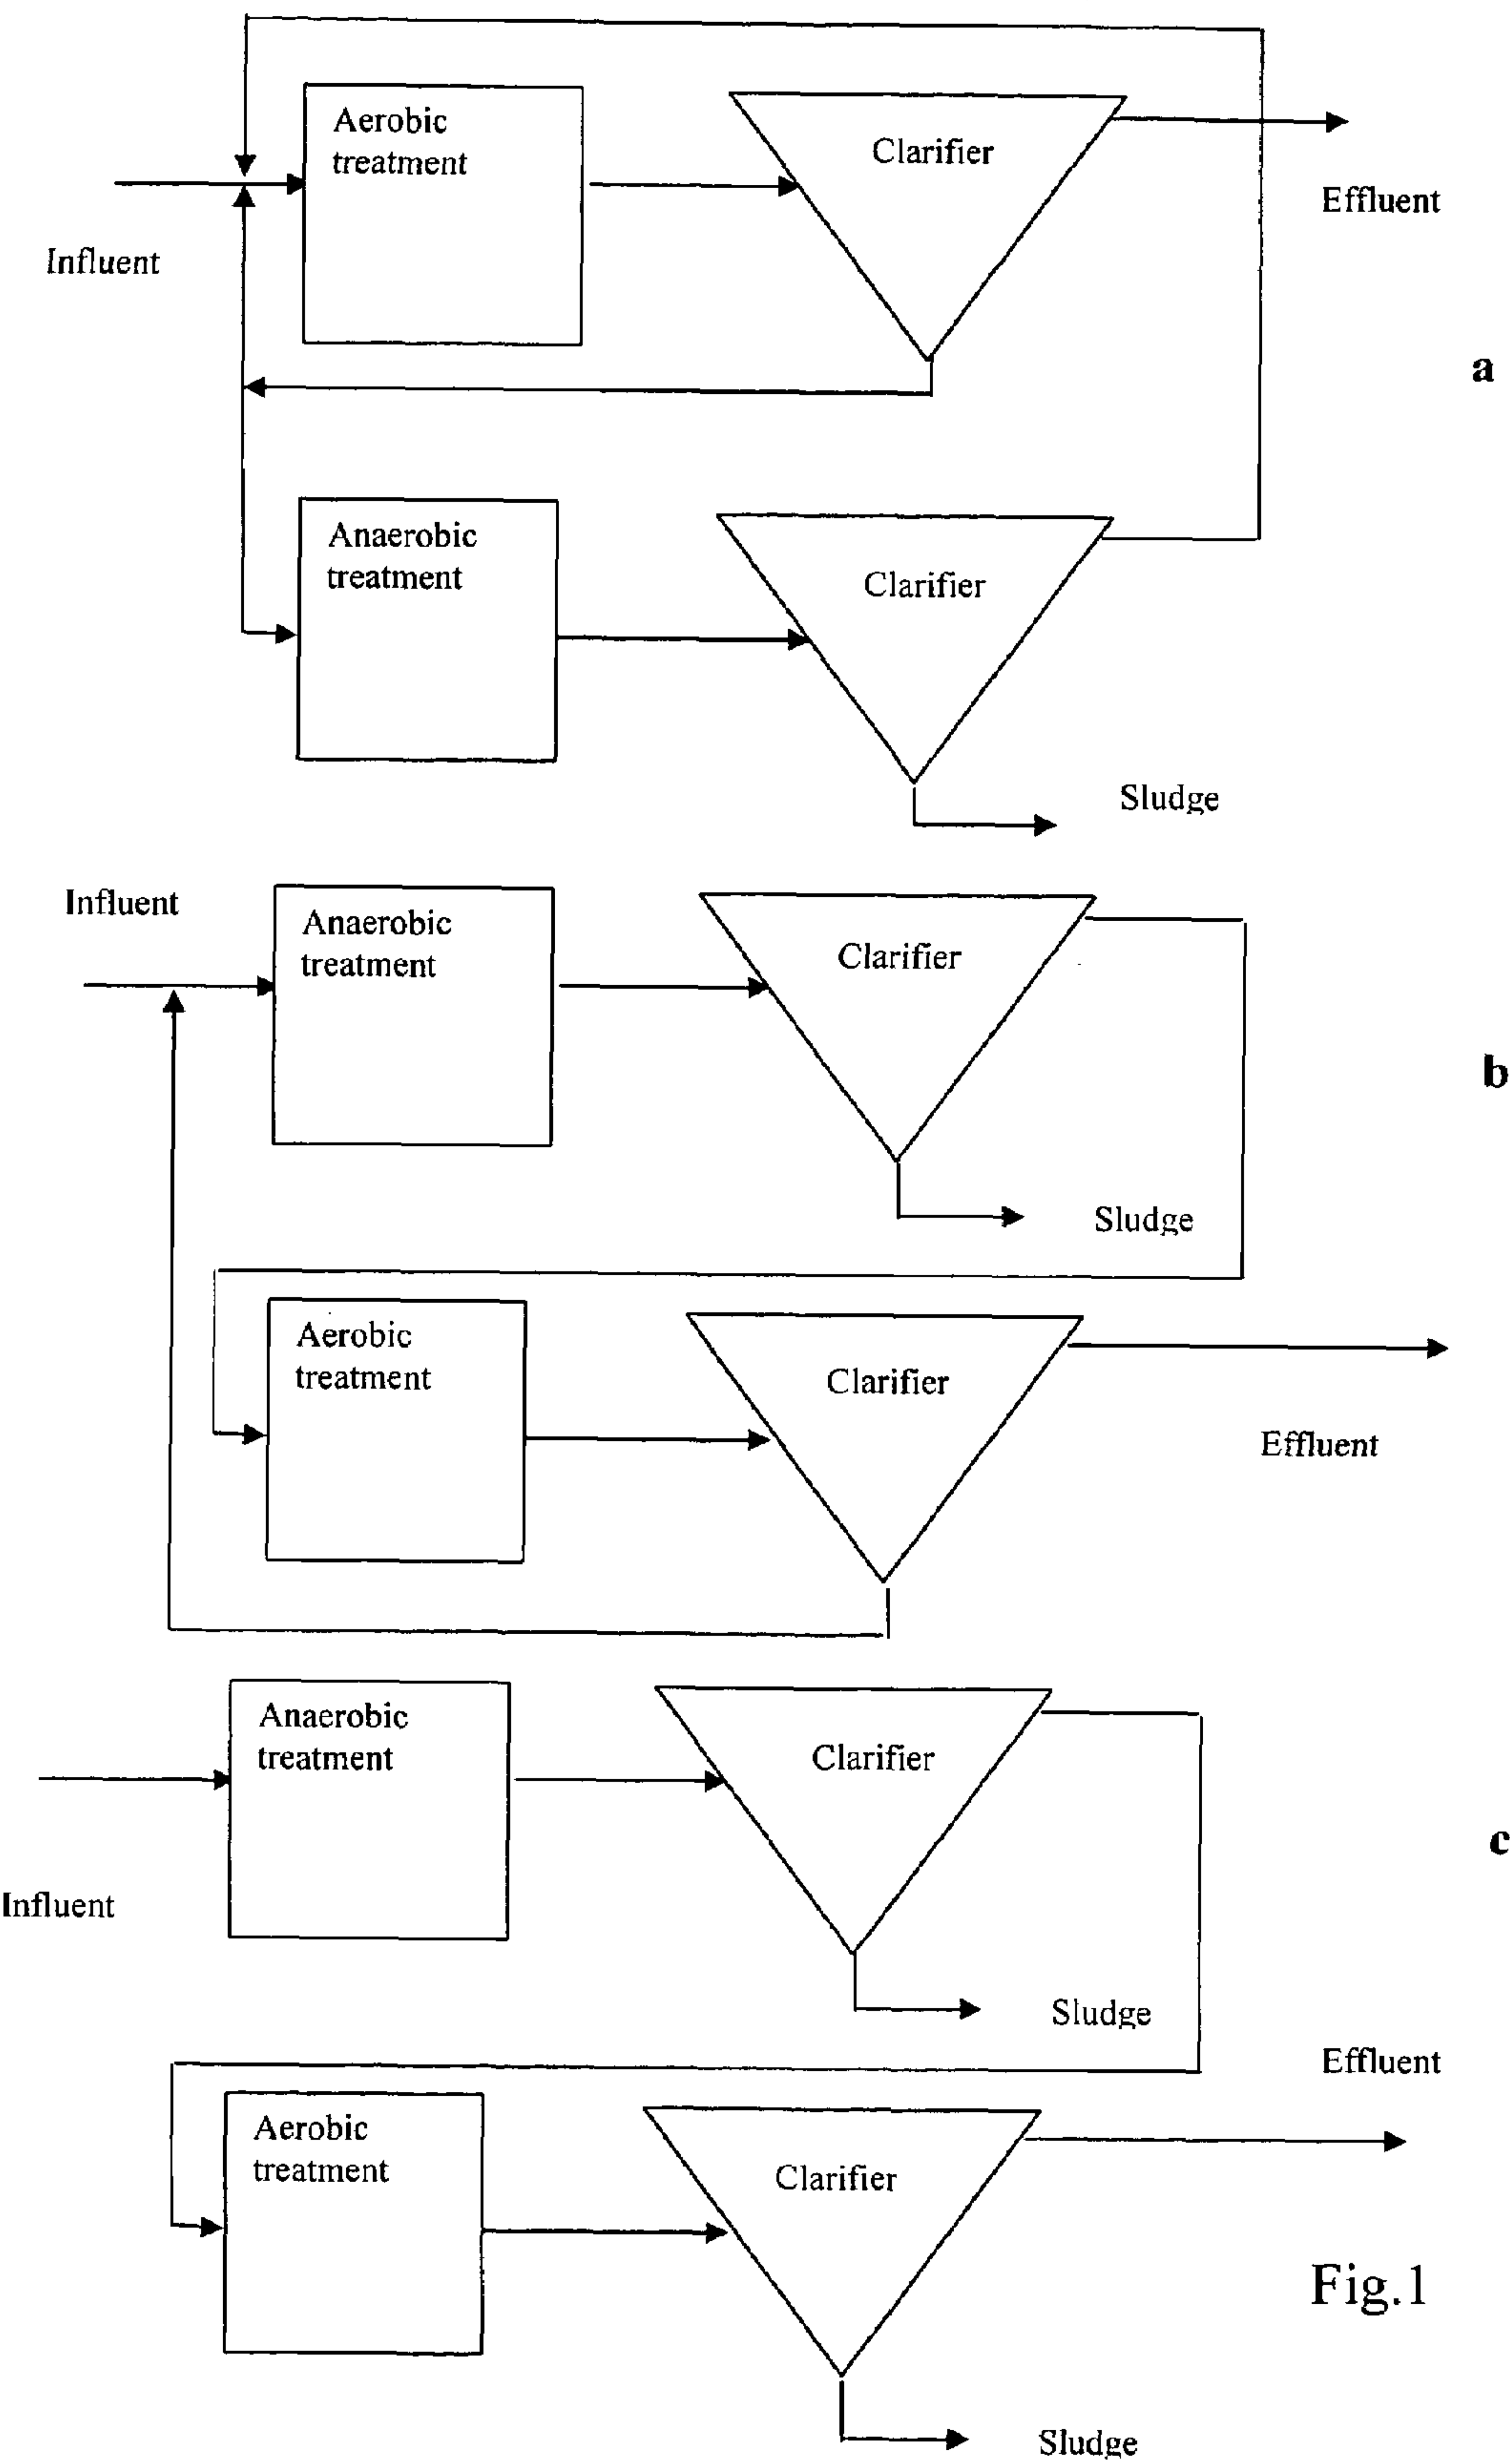 Aerobic
treatment
Clarifier
Effluent
Influent
a
Anaerobic
treatment
Clarifier
Sludge
Influent
Anaerobic
treatment
Clarifier
b
Sludge
Aerobic
treatment
Clarifier
Effluent
Anaerobic
treatment
Clarifier
c
Influent
Sludge
Effluent
Aerobic
treatment
Clarifier
Fig.1
Sludge